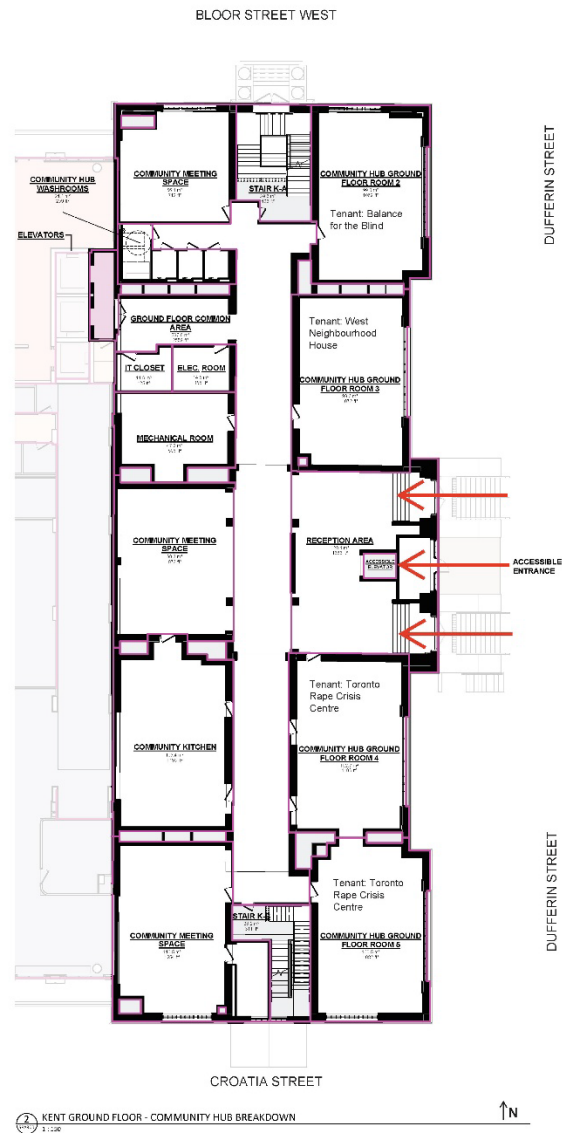 BLOOR STREET WEST
DUFFERIN STREET
COMMUNITY MEETING
SPACE
STAIR K-A
COMMUNITY HUB GROUND
FLOOR ROOM 2
Tenant: Balance
for the Blind
COMMUNITY HUB
WASHROOMS
ELEVATORS
GROUND FLOOR COMMON
AREA
Tenant: West
Neighbourhood
House
COMMUNITY HUB GROUND
FLOOR ROOM 3
IT CLOSET
ELEC. ROOM
MECHANICAL ROOM
COMMUNITY MEETING
SPACE
RECEPTION AREA
ACCESSIBLE
ELEVATOR
ACCESSIBLE
ENTRANCE
Tenant: Toronto
Rape Crisis
Centre
COMMUNITY HUB GROUND
FLOOR ROOM 4
COMMUNITY KITCHEN
Tenant: Toronto
Rape Crisis
Centre
COMMUNITY HUB GROUND
FLOOR ROOM 5
COMMUNITY MEETING
SPACE
DUFFERIN STREET
CROATIA STREET
2
KENT GROUND FLOOR - COMMUNITY HUB BREAKDOWN
N